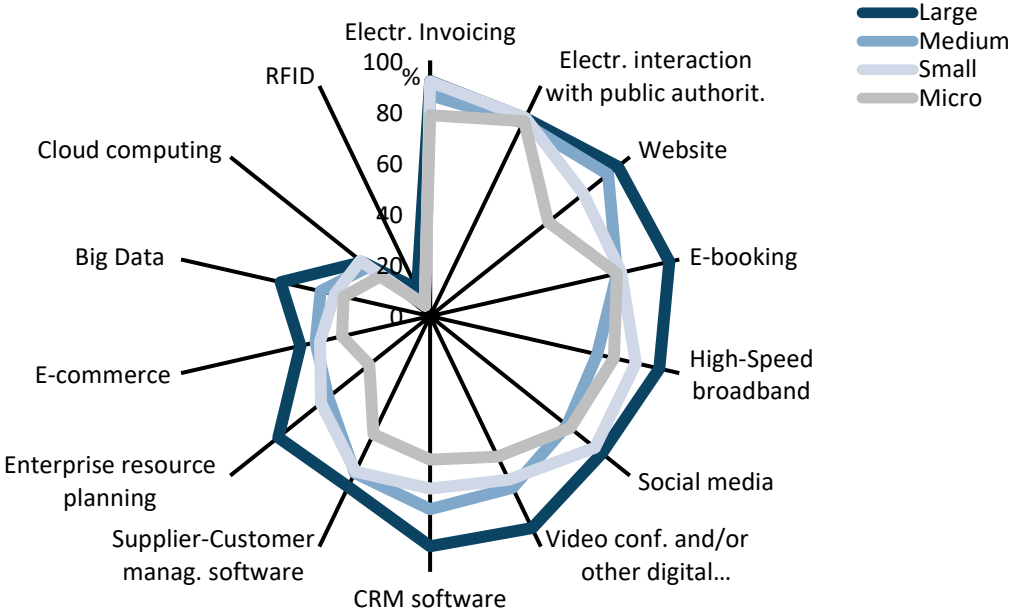 Electr. Invoicing
100
%
80
60
40
20
0
Electr. interaction
with public authorit.
Website
E-booking
High-Speed
broadband
Social media
Video conf. and/or
other digital...
CRM software
Supplier-Customer
manag. software
Enterprise resource
planning
E-commerce
Big Data
Cloud computing
RFID
Large
Medium
Small
Micro